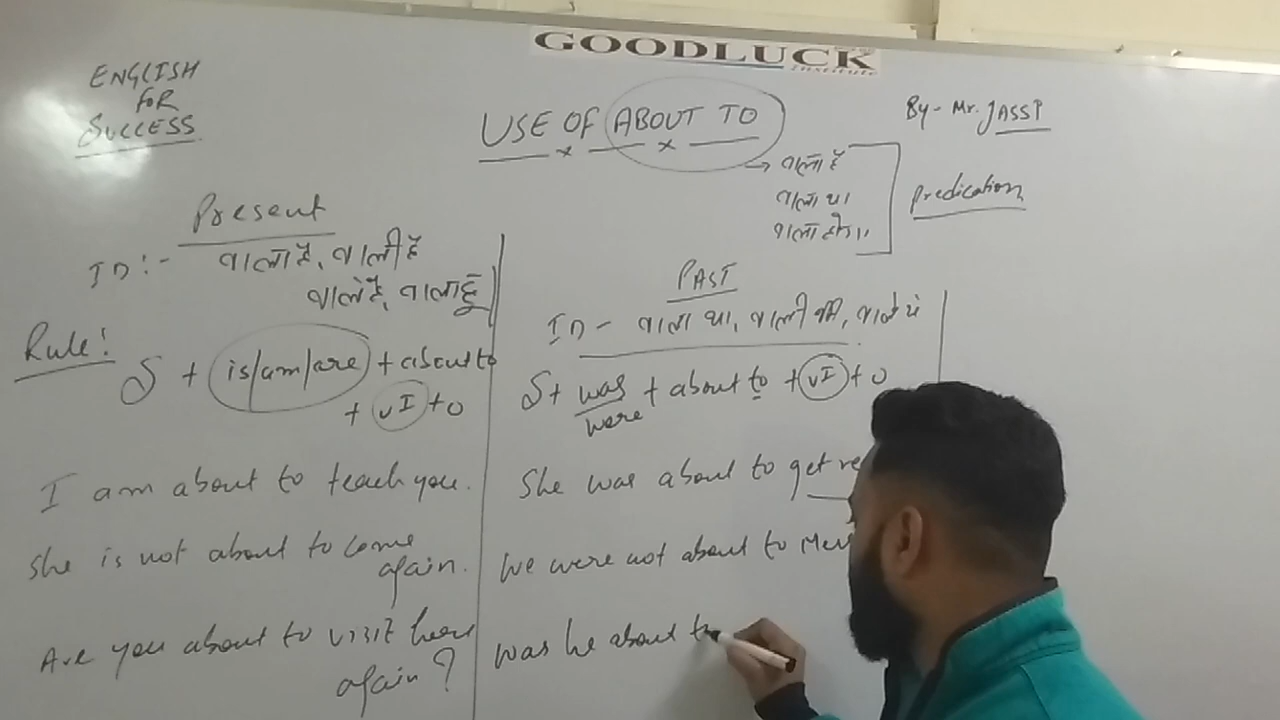 GOODLUCK
Institute
ENGLISH
FOR
SUCCESS
USE OF ABOUT TO
By- Mr. JASSI
→ वाला है
वाला था
वाला होगा
Predication
Present
ID:- वाला है, वाली है
वाले हैं, वाला हूँ
Rule!
S + is/am/are + about to
+ vI + o
I am about to teach you.
She is not about to come
again.
Are you about to visit here
again?
PAST
ID - वाला था, वाली थी, वाले थे
S + was + about to + vI + o
were
She was about to get
We were not about to
was he about to